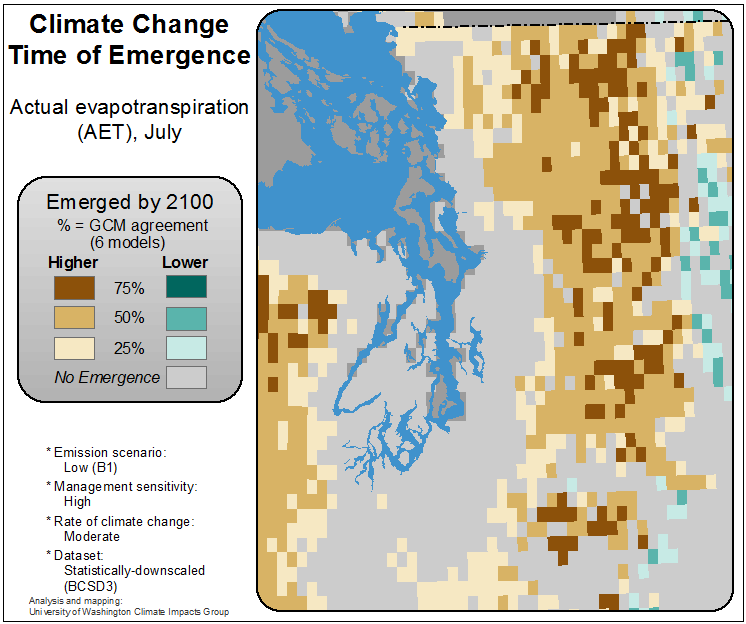 Climate Change
Time of Emergence
Actual evapotranspiration
(AET), July
Emerged by 2100
% = GCM agreement
(6 models)
Higher Lower
75%
50%
25%
No Emergence
* Emission scenario:
Low (B1)
* Management sensitivity:
High
* Rate of climate change:
Moderate
* Dataset:
Statistically-downscaled
(BCSD3)
Analysis and mapping:
University of Washington Climate Impacts Group